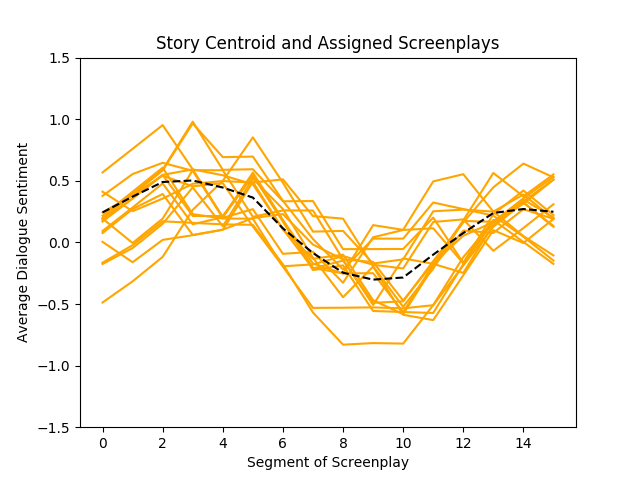 Story Centroid and Assigned Screenplays
1.5
1.0
0.5
0.0
−0.5
−1.0
−1.5
Average Dialogue Sentiment
0 2 4 6 8 10 12 14
Segment of Screenplay